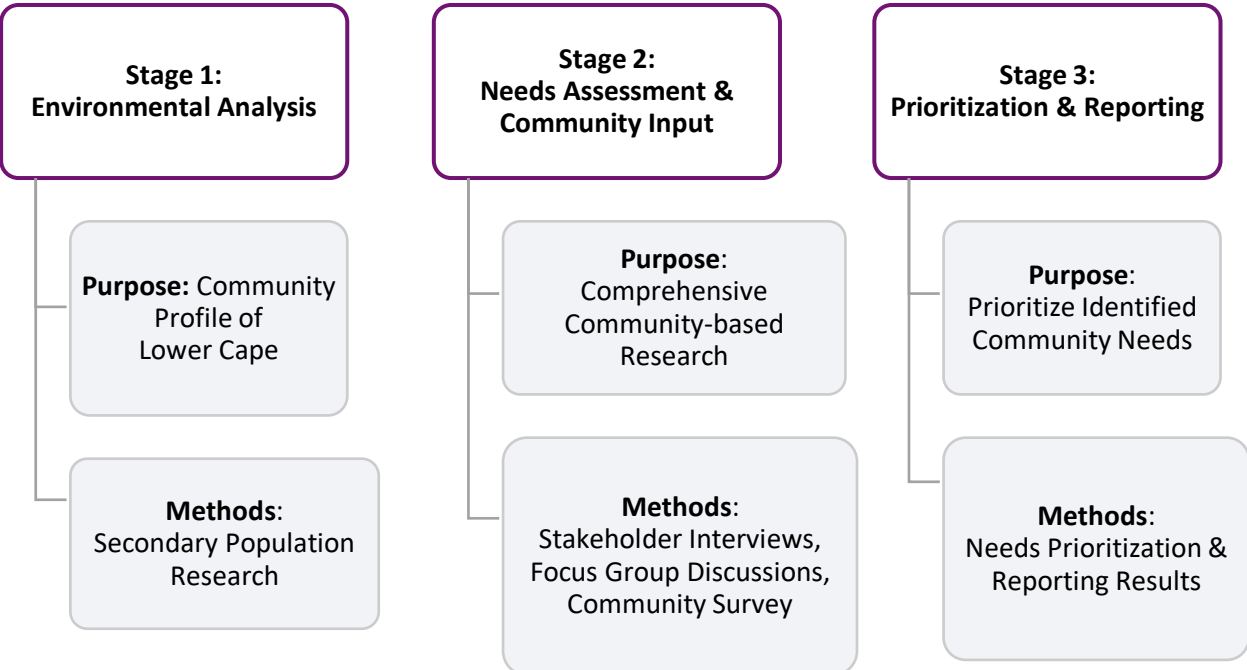 Stage 1:
Environmental Analysis
Purpose: Community
Profile of
Lower Cape
Methods:
Secondary Population
Research
Stage 2:
Needs Assessment &
Community Input
Purpose:
Comprehensive
Community-based
Research
Methods:
Stakeholder Interviews,
Focus Group Discussions,
Community Survey
Stage 3:
Prioritization & Reporting
Purpose:
Prioritize Identified
Community Needs
Methods:
Needs Prioritization &
Reporting Results